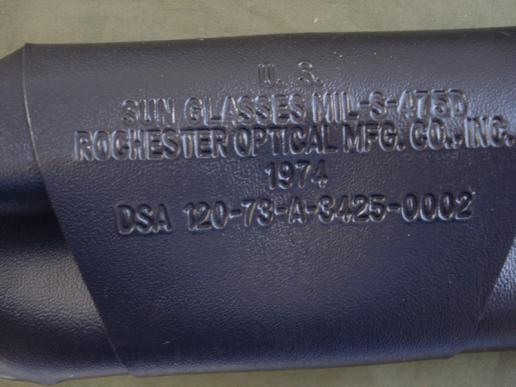 U. S.
SUN GLASSES MIL-S-475D
ROCHESTER OPTICAL MFG. CO., INC.
1974
DSA 120-73-A-3425-0002